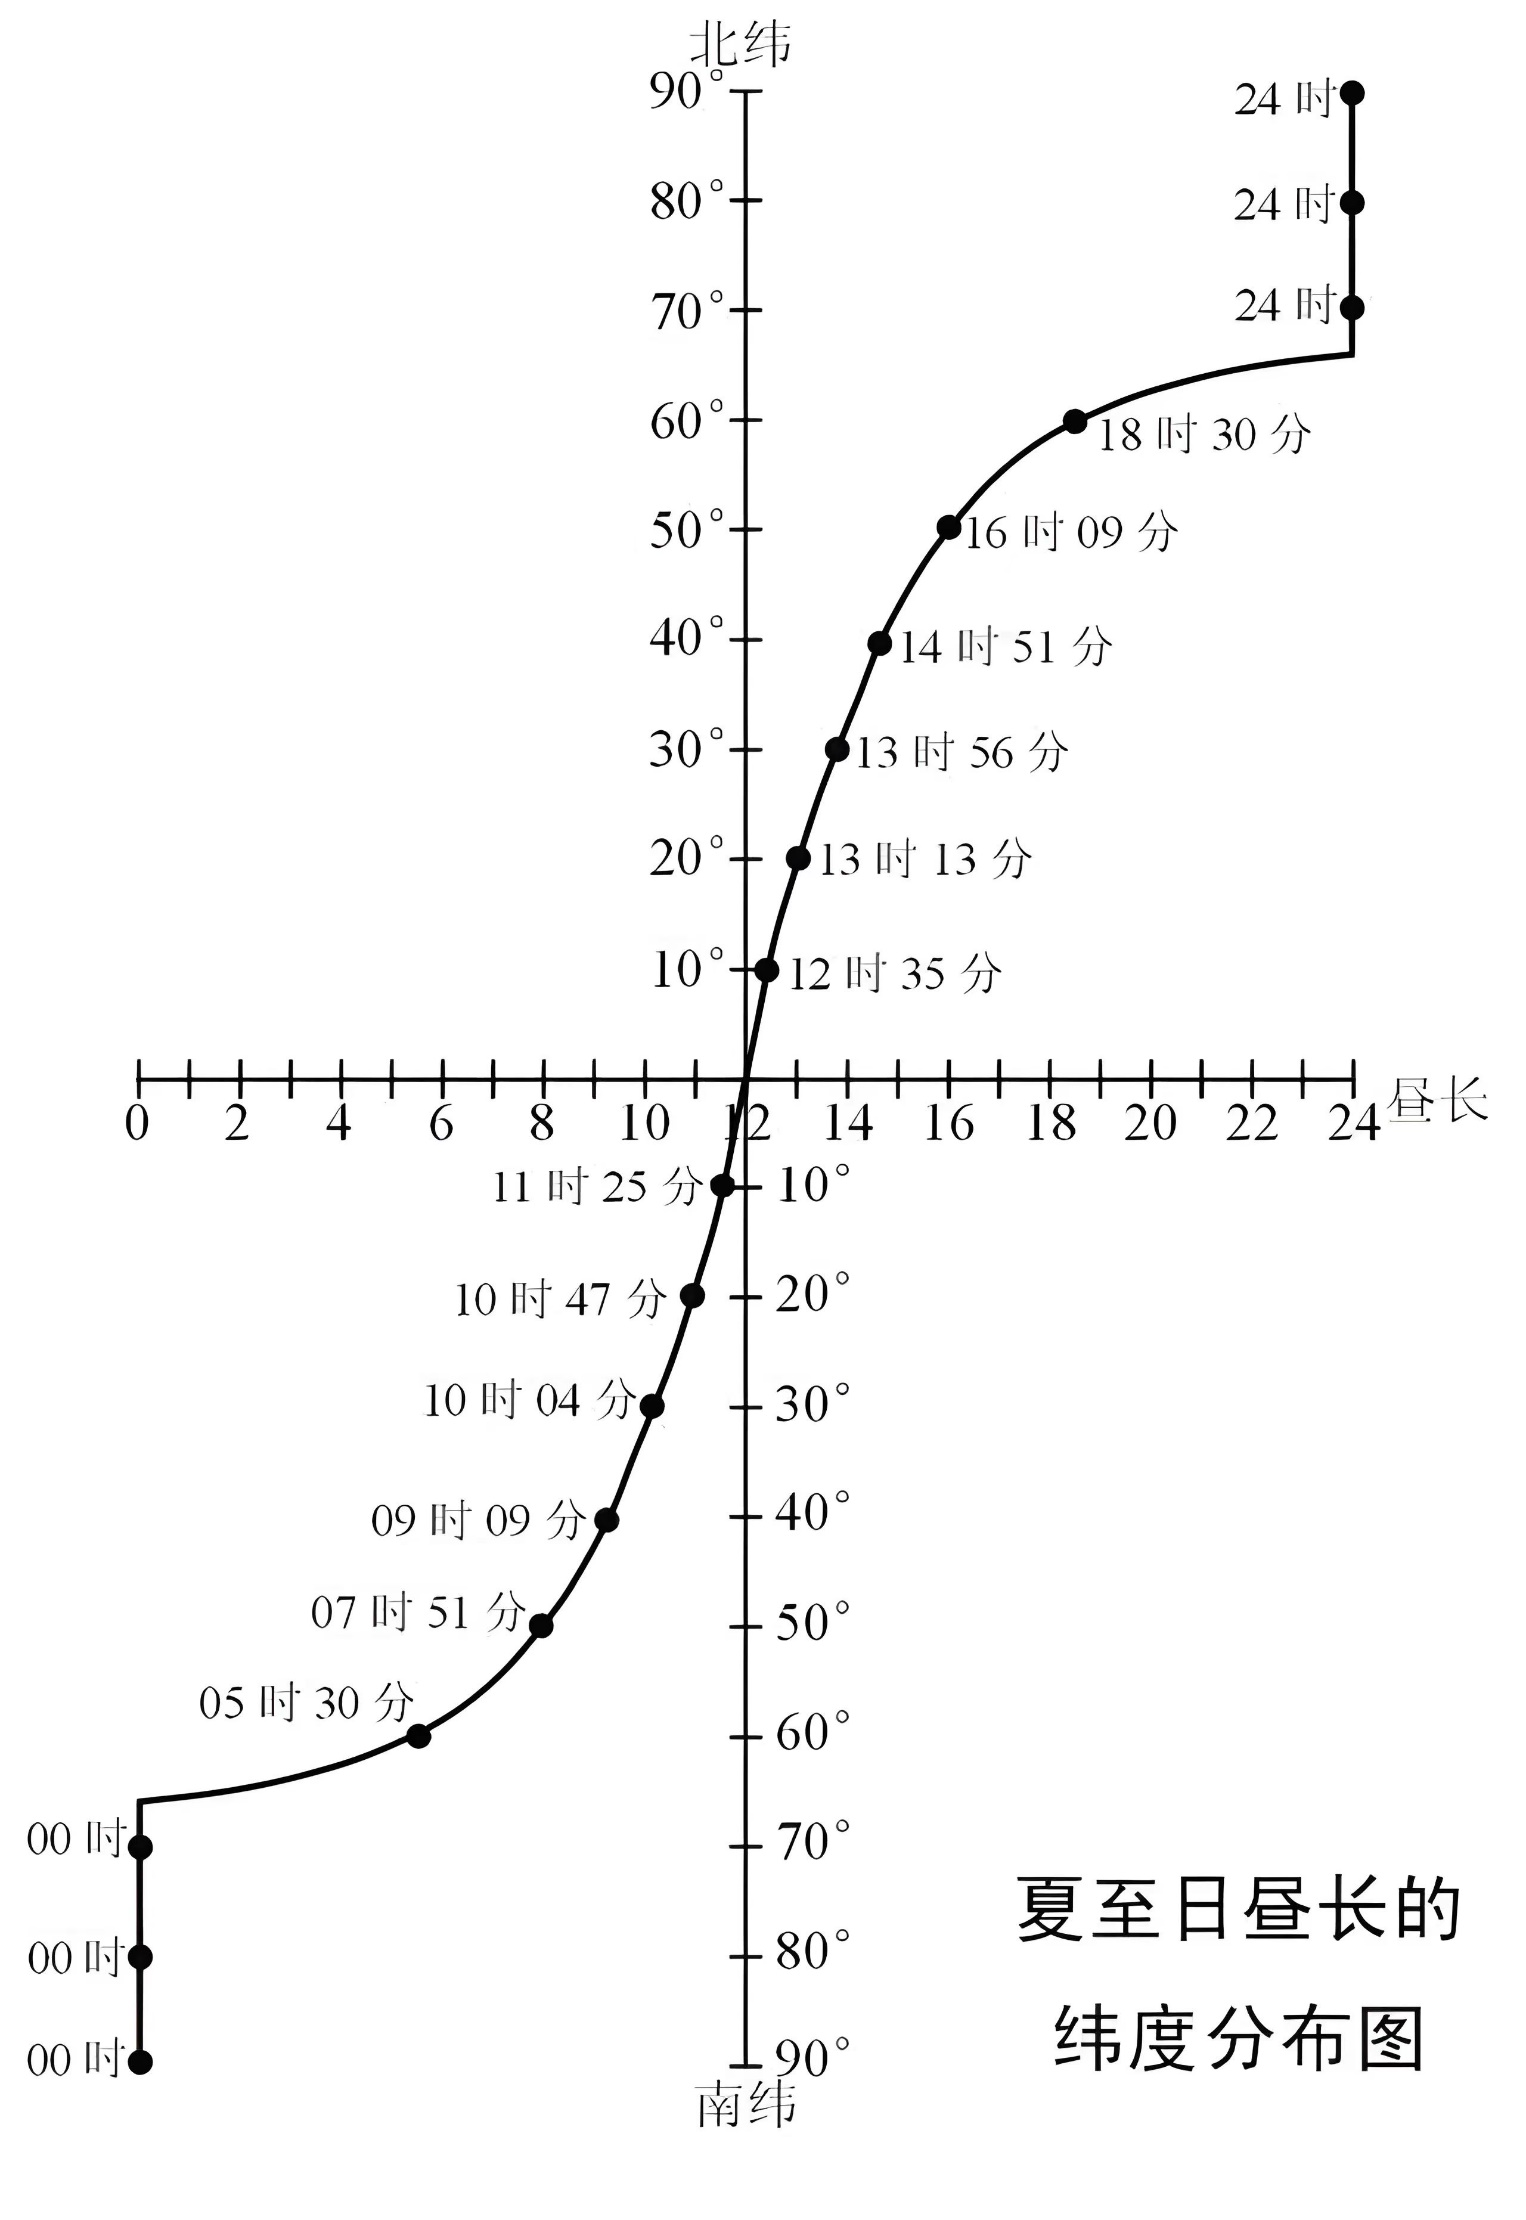 北纬
90°
24 时
80°
24 时
70°
24 时
60°
18 时 30 分
50°
16 时 09 分
40°
14 时 51 分
30°
13 时 56 分
20°
13 时 13 分
10°
12 时 35 分
0 2 4 6 8 10 12 14 16 18 20 22 24 昼长
11 时 25 分 10°
10 时 47 分 20°
10 时 04 分 30°
09 时 09 分 40°
07 时 51 分 50°
05 时 30 分 60°
00 时 70°
00 时 80°
00 时 90°
南纬
夏至日昼长的
纬度分布图